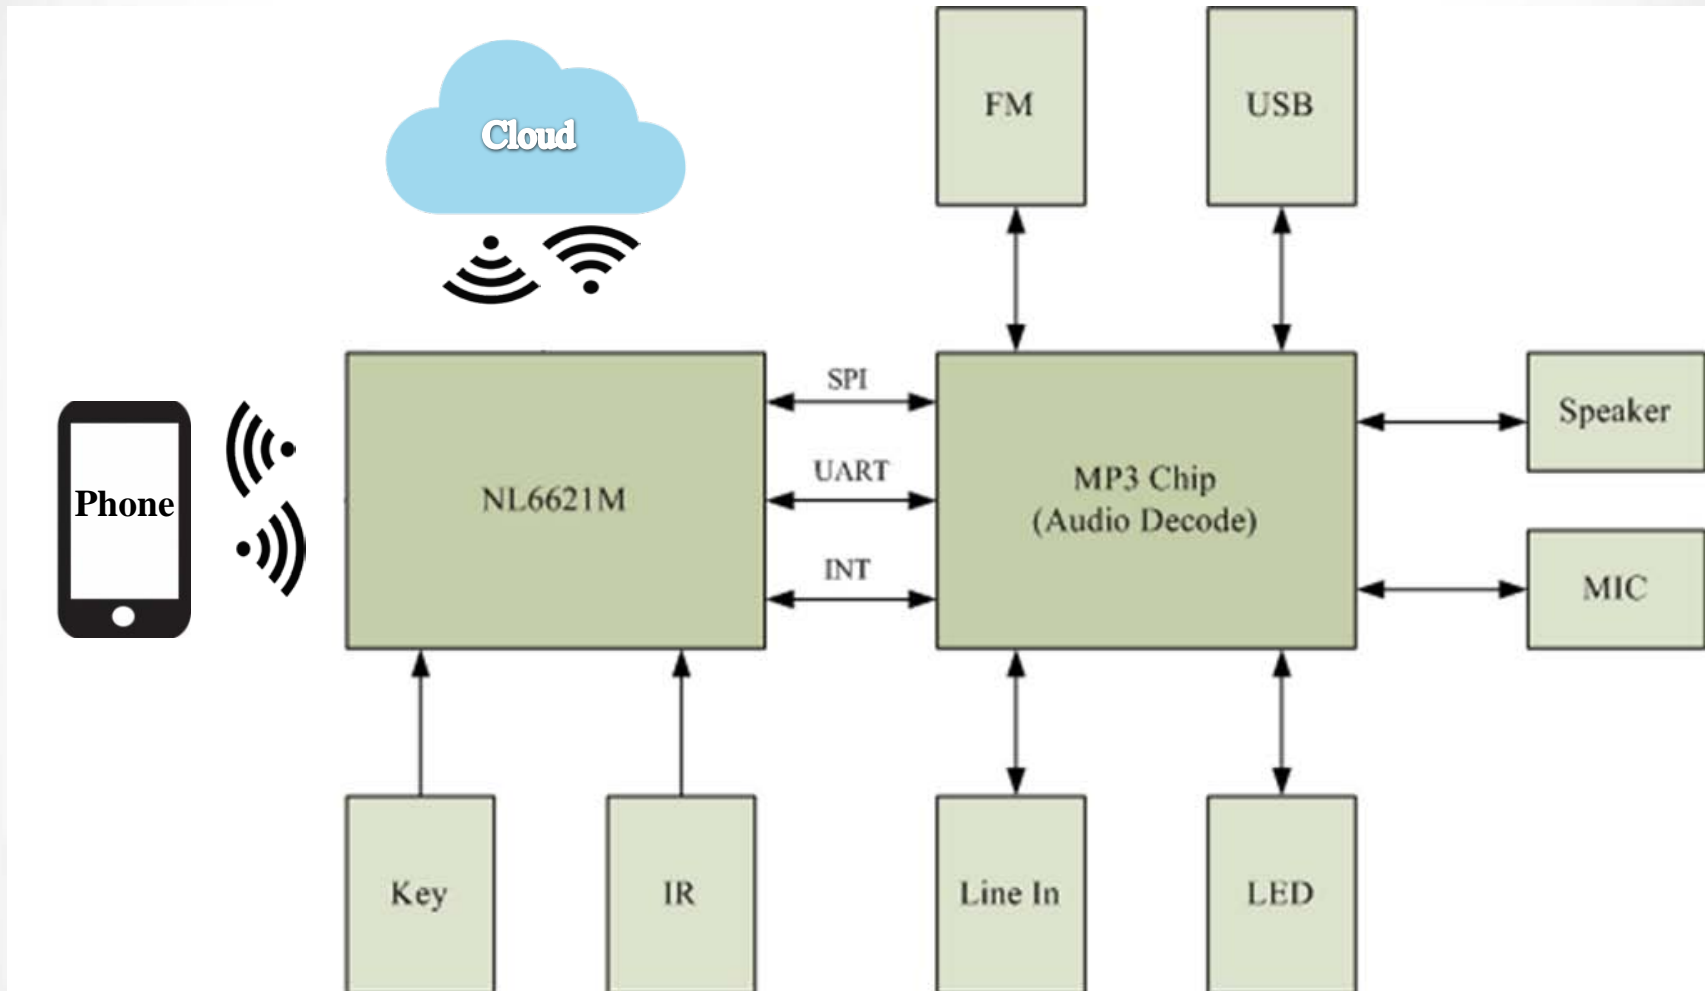 Cloud
FM
USB
Phone
NL6621M
SPI
UART
INT
MP3 Chip
(Audio Decode)
Speaker
MIC
Key
IR
Line In
LED